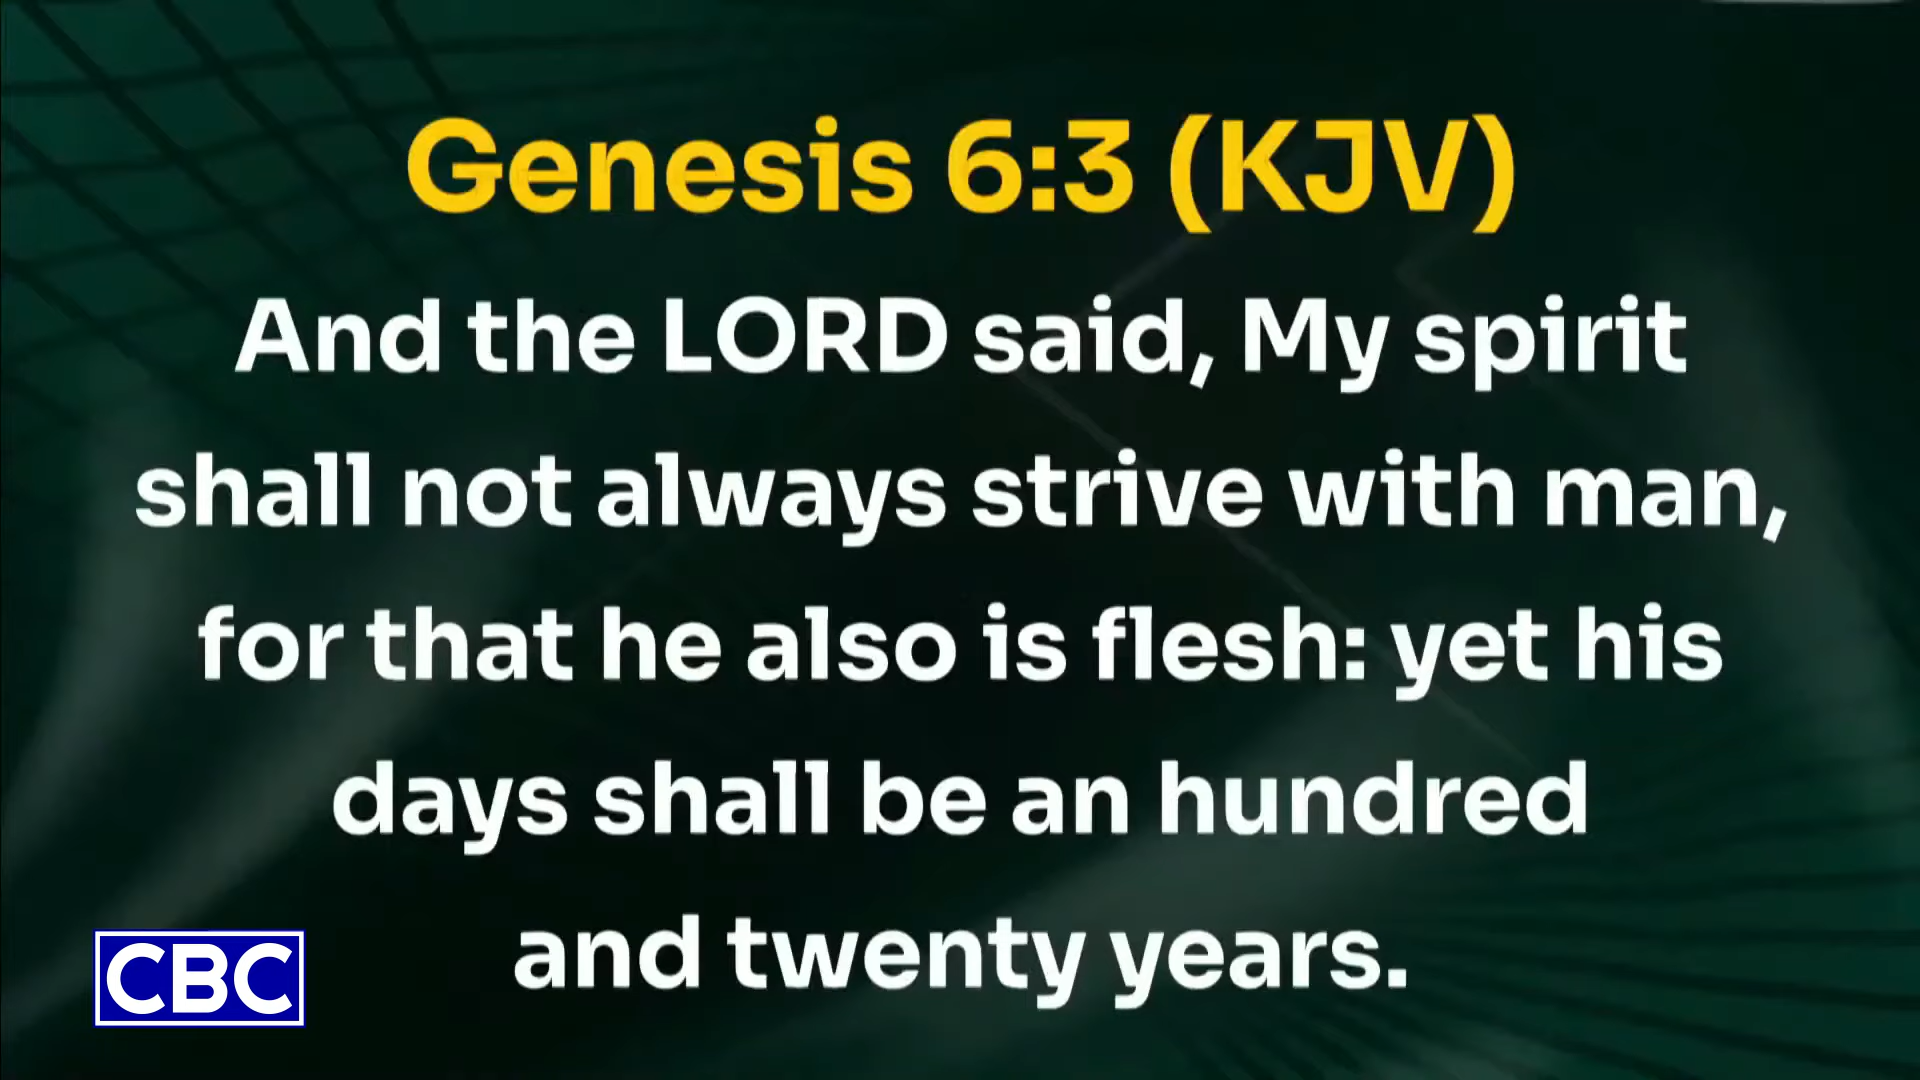 Genesis 6:3 (KJV)
And the LORD said, My spirit
shall not always strive with man,
for that he also is flesh: yet his
days shall be an hundred
and twenty years.
CBC